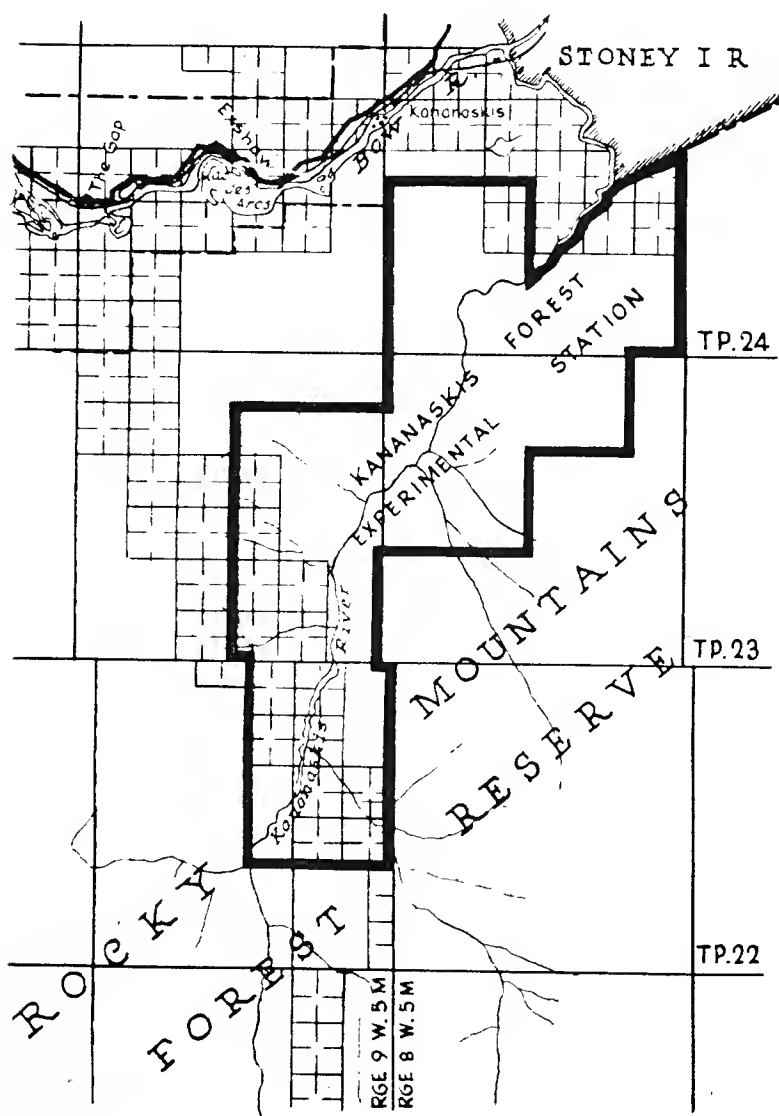 STONEY I R
BOW R.
Kananaskis
Exshaw
The Gap
Lac
Des
Arcs
FOREST
STATION
TP.24
KANANASKIS
EXPERIMENTAL
River
Kananaskis
TP.23
MOUNTAINS
RESERVE
ROCKY
FOREST
TP.22
RGE 9 W. 5 M
RGE 8 W. 5 M